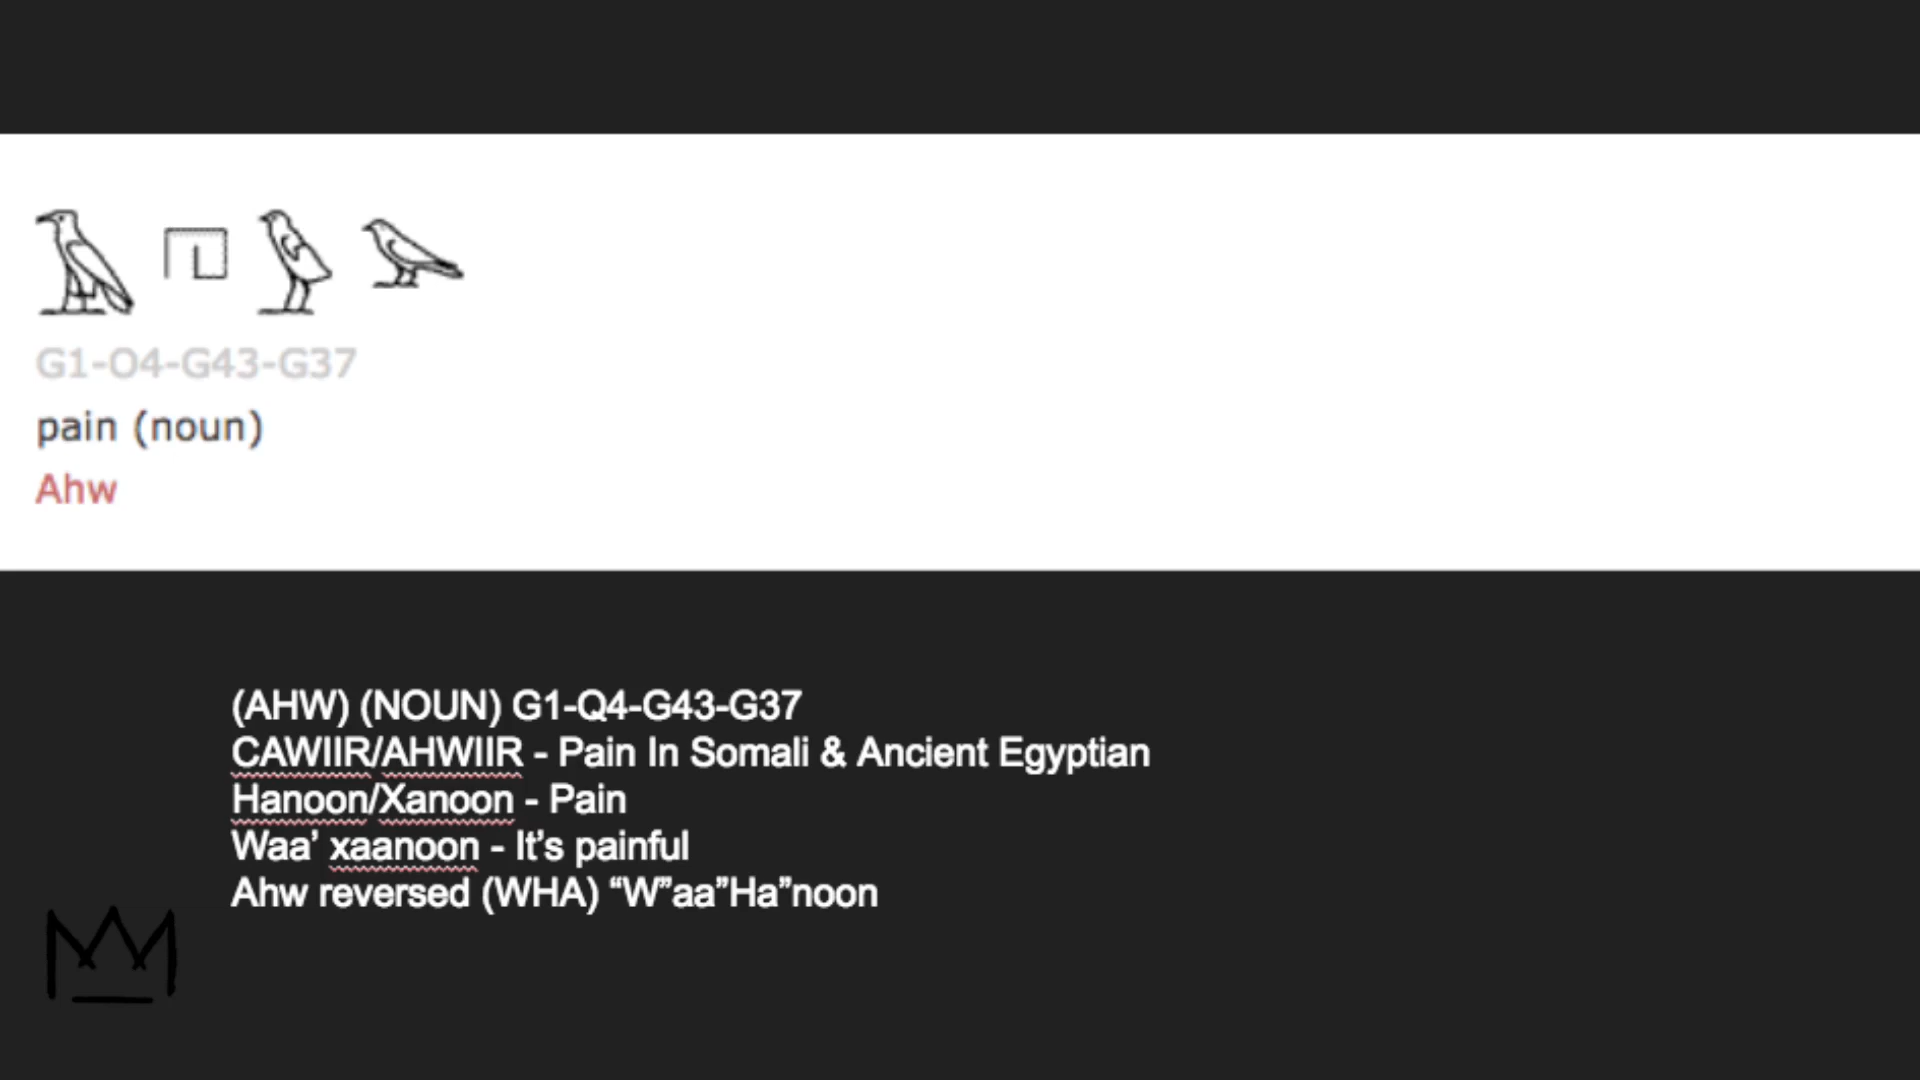 𓄿𓉔𓅱𓅪
G1-O4-G43-G37
pain (noun)
Ahw
(AHW) (NOUN) G1-Q4-G43-G37
CAWIIR/AHWIIR - Pain In Somali & Ancient Egyptian
Hanoon/Xanoon - Pain
Waa’ xaanoon - It’s painful
Ahw reversed (WHA) “W”aa”Ha”noon